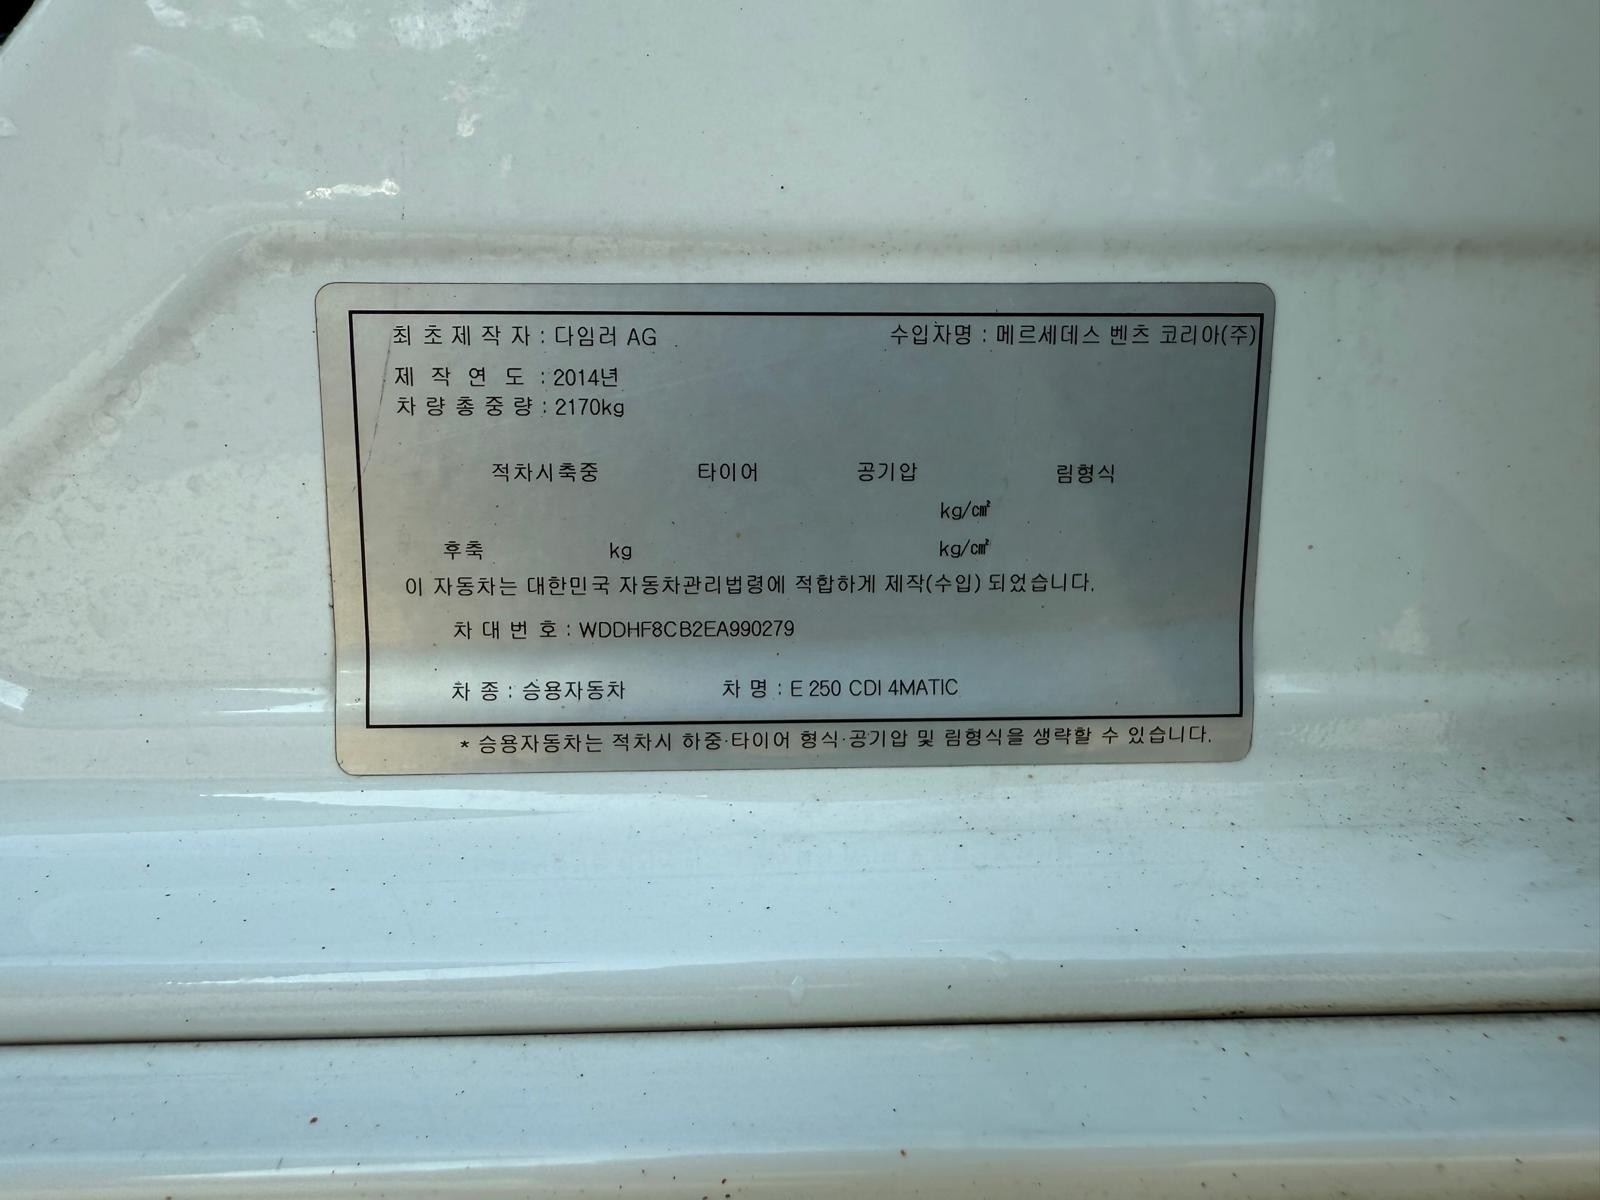 최 초 제 작 자 : 다임러 AG 수입자명 : 메르세데스 벤츠 코리아(주)
제 작 연 도 : 2014년
차 량 총 중 량 : 2170kg
적차시축중 타이어 공기압 림형식
kg/㎠
후축 kg kg/㎠
이 자동차는 대한민국 자동차관리법령에 적합하게 제작(수입) 되었습니다.
차 대 번 호 : WDDHF8CB2EA990279
차 종 : 승용자동차 차 명 : E 250 CDI 4MATIC
* 승용자동차는 적차시 하중·타이어 형식·공기압 및 림형식을 생략할 수 있습니다.